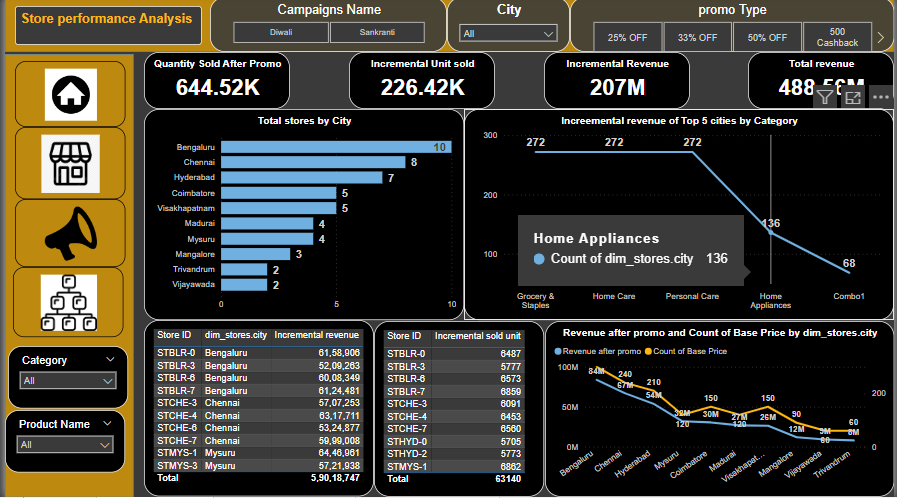 Store performance Analysis
Campaigns Name
Diwali
Sankranti
City
All
promo Type
25% OFF
33% OFF
50% OFF
500 Cashback
Quantity Sold After Promo
644.52K
Incremental Unit sold
226.42K
Incremental Revenue
207M
Total revenue
488.56M
Category
All
Product Name
All
Total stores by City
Bengaluru 10
Chennai 8
Hyderabad 7
Coimbatore 5
Visakhapatnam 5
Madurai 4
Mysuru 4
Mangalore 3
Trivandrum 2
Vijayawada 2
0 5 10
Increemental revenue of Top 5 cities by Category
300
200
100
272 272 272 136 68
Home Appliances
Count of dim_stores.city 136
Grocery & Staples
Home Care
Personal Care
Home Appliances
Combo1
Store ID dim_stores.city Incremental revenue
STBLR-0 Bengaluru 61,58,906
STBLR-3 Bengaluru 52,09,263
STBLR-6 Bengaluru 60,08,349
STBLR-7 Bengaluru 61,24,481
STCHE-3 Chennai 57,07,253
STCHE-4 Chennai 63,17,711
STCHE-6 Chennai 53,24,877
STCHE-7 Chennai 59,99,008
STMYS-1 Mysuru 64,46,961
STMYS-3 Mysuru 57,21,938
Total 5,90,18,747
Store ID Incremental sold unit
STBLR-0 6487
STBLR-3 5777
STBLR-6 6573
STBLR-7 6859
STCHE-3 6091
STCHE-4 6453
STCHE-7 6560
STHYD-0 5705
STHYD-2 5773
STMYS-1 6862
Total 63140
Revenue after promo and Count of Base Price by dim_stores.city
Revenue after promo Count of Base Price
100M
50M
0M
200
0
84M
240
67M
210
54M
120
150
30M
27M
120
150
26M
90
12M
60
60
Bengaluru
Chennai
Hyderabad
Mysuru
Coimbatore
Madurai
Visakhapat...
Mangalore
Vijayawada
Trivandrum